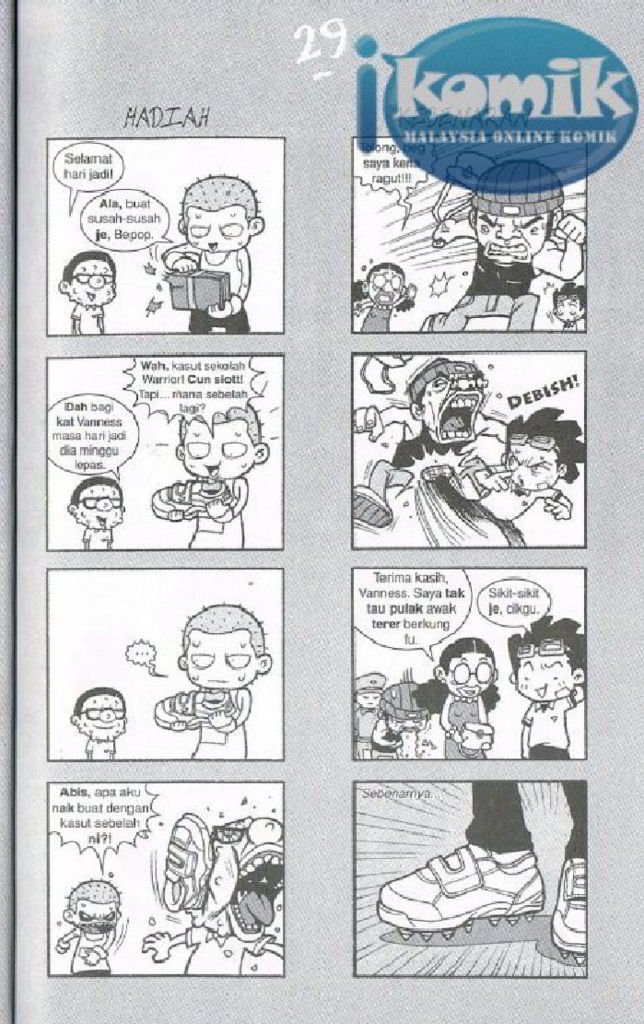 29
ikomik
MALAYSIA ONLINE KOMIK
HADIAH
Selamat
hari jadi!
Ala, buat
susah-susah
je, Bepop.
Wah, kasut sekolah
Warrior! Cun siott!
Tapi... mana sebelah
lagi?
Dah bagi
kat Vanness
masa hari jadi
dia minggu
lepas.
...
Abis, apa aku
naik buat dengan
kasut sebelah
ni?!
saya kena
ragut!!!
DEBISH!
Terima kasih,
Vanness. Saya tak
tau pulak awak
terer berkung
fu.
Sikit-sikit
je, cikgu.
Sebenarnya...